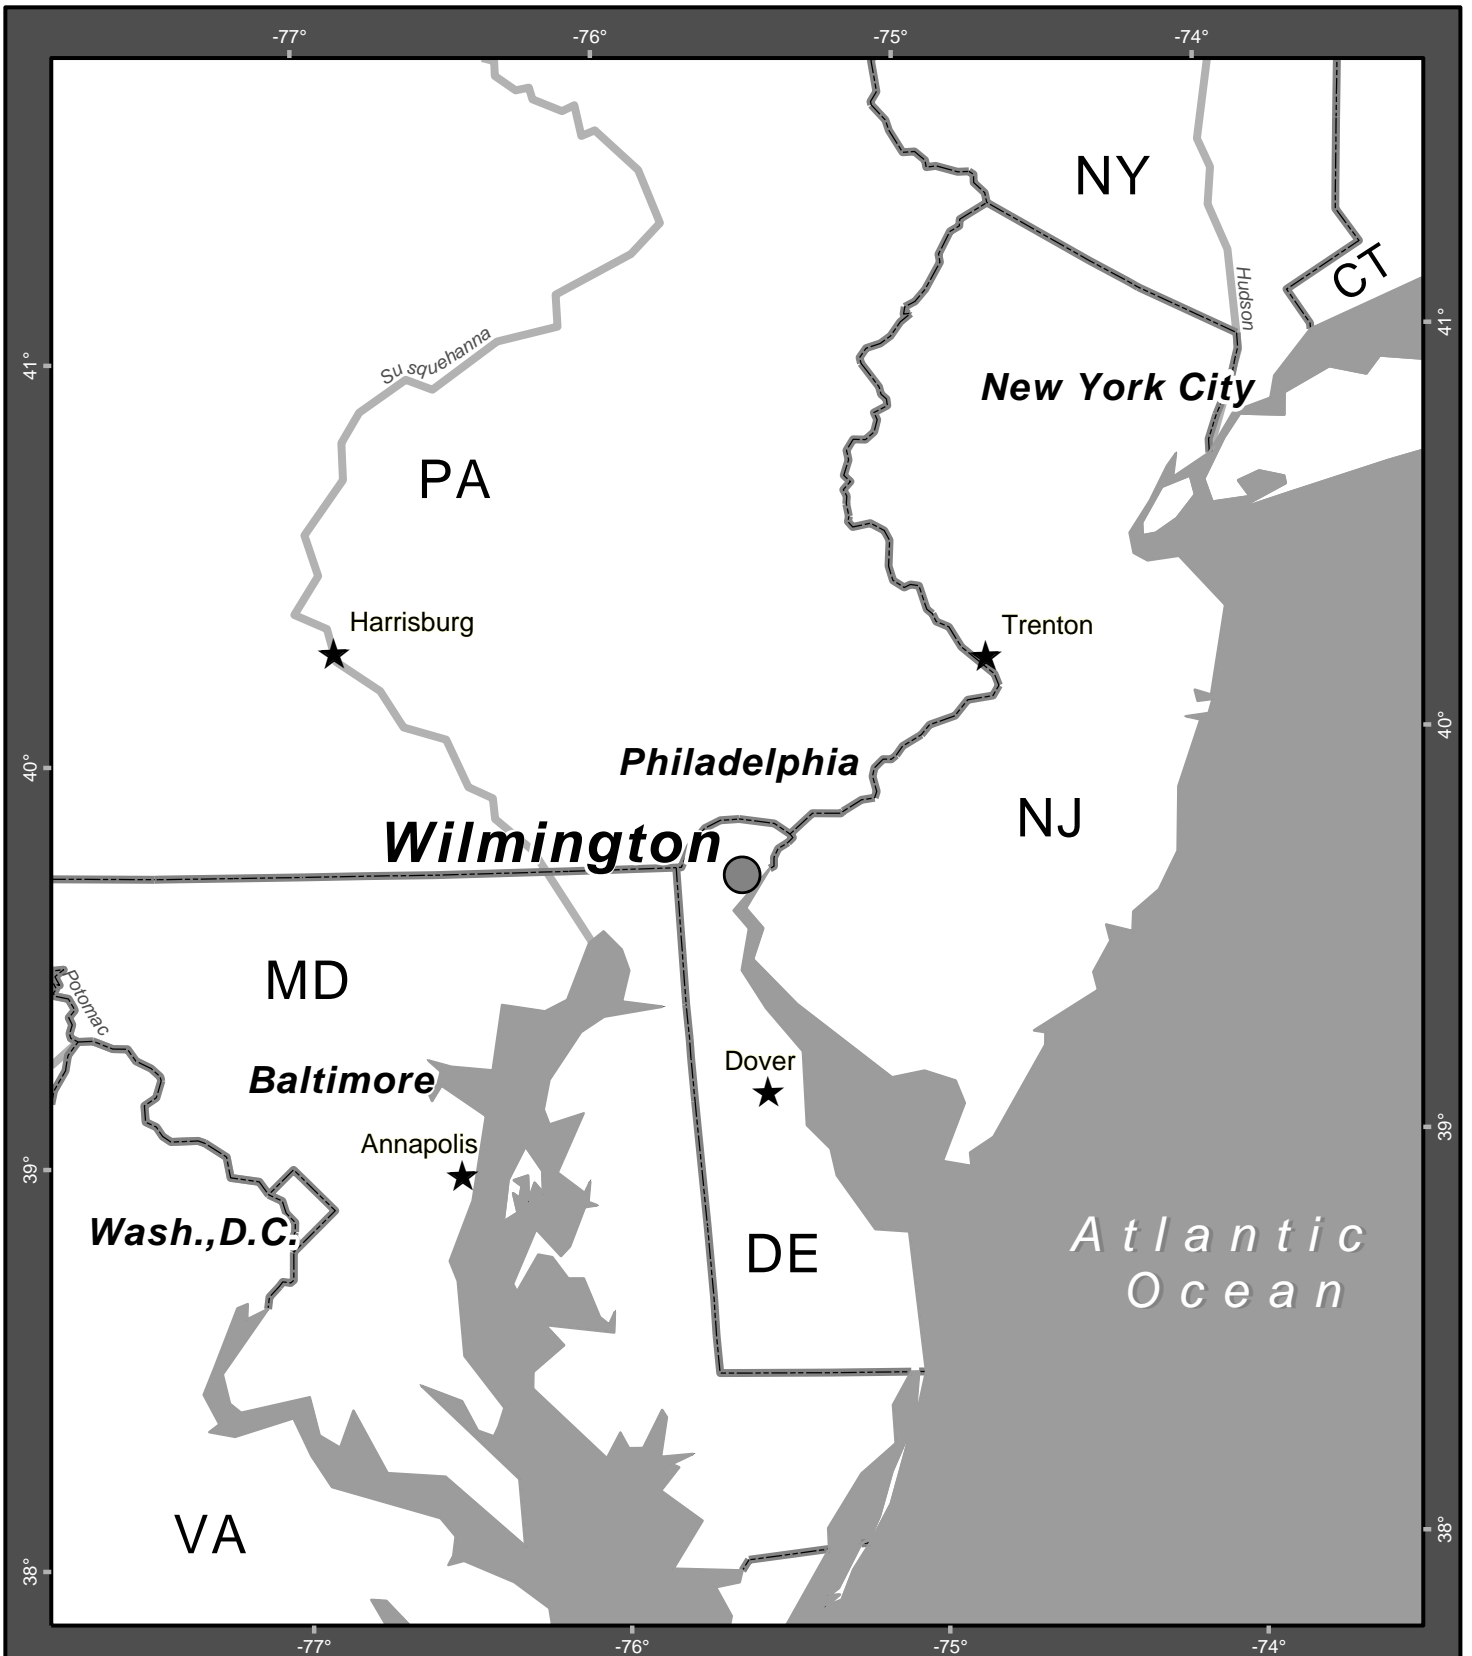 -77° -76° -75° -74°
NY
CT
Hudson
41°
Susquehanna
41°
New York City
PA
Harrisburg
Trenton
40°
Philadelphia
40°
NJ
Wilmington
MD
Potomac
Dover
Baltimore
39°
Annapolis
39°
Wash.,D.C.
Atlantic
Ocean
DE
VA
38°
38°
-77° -76° -75° -74°